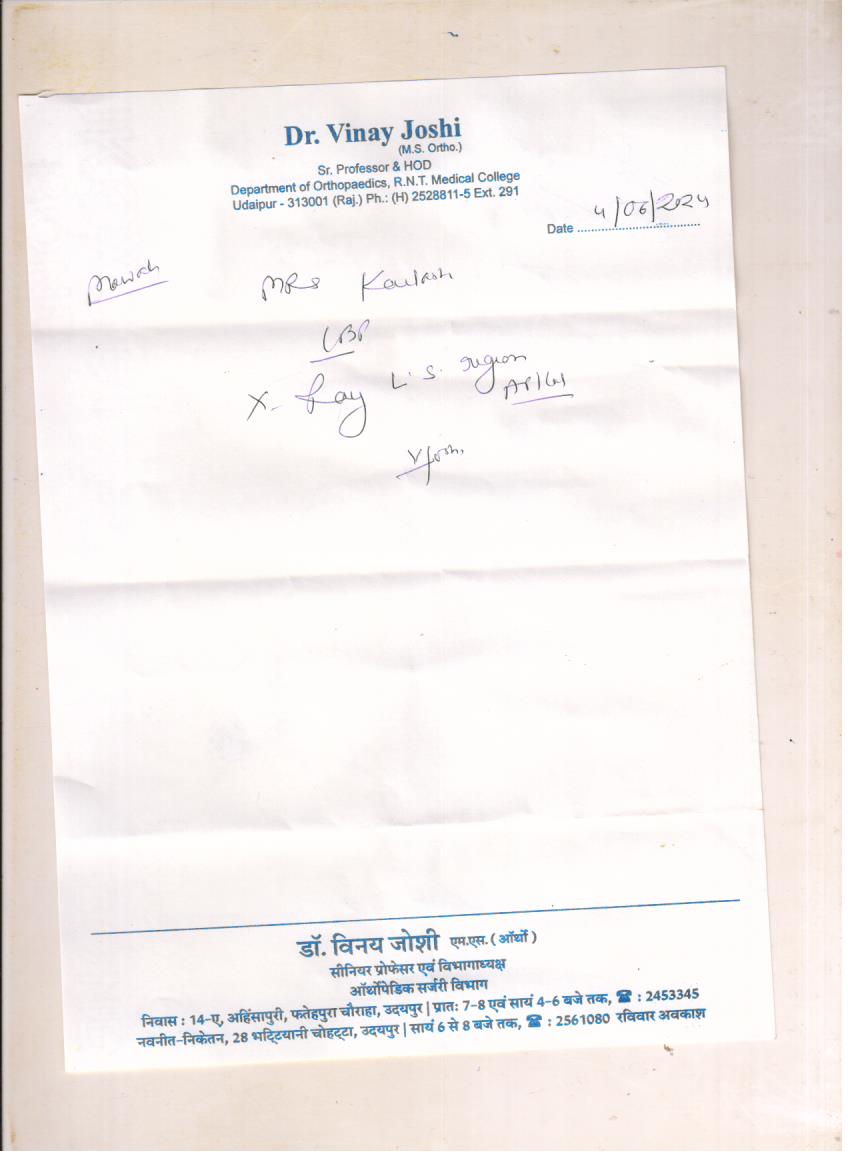 Dr. Vinay Joshi
(M.S. Ortho.)
Sr. Professor & HOD
Department of Orthopaedics, R.N.T. Medical College
Udaipur - 313001 (Raj.) Ph.: (H) 2528811-5 Ext. 291
Date 4/06/2024
MRS Kailash
LBP
X-Ray L.S. region
AP/Lat
VJoshi
डॉ. विनय जोशी एम.एस. ( ऑर्थो )
सीनियर प्रोफेसर एवं विभागाध्यक्ष
ऑर्थोपेडिक सर्जरी विभाग
निवास : 14-ए, अहिंसापुरी, फतेहपुरा चौराहा, उदयपुर | प्रातः 7-8 एवं सायं 4-6 बजे तक, ☎ : 2453345
नवनीत-निकेतन, 28 भट्टियानी चोहट्टा, उदयपुर | सायं 6 से 8 बजे तक, ☎ : 2561080 रविवार अवकाश